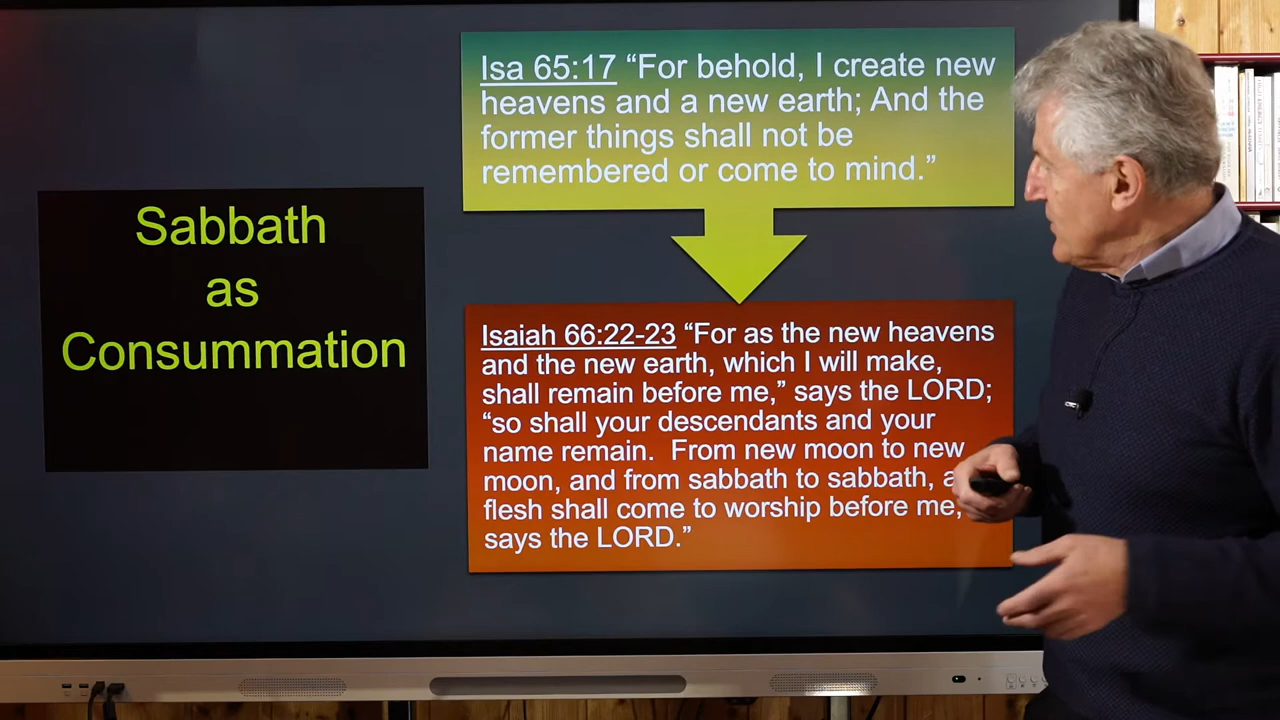 Sabbath
as
Consummation
Isa 65:17 “For behold, I create new
heavens and a new earth; And the
former things shall not be
remembered or come to mind.”
Isaiah 66:22-23 “For as the new heavens
and the new earth, which I will make,
shall remain before me,” says the LORD;
“so shall your descendants and your
name remain. From new moon to new
moon, and from sabbath to sabbath,
flesh shall come to worship before me,
says the LORD.”